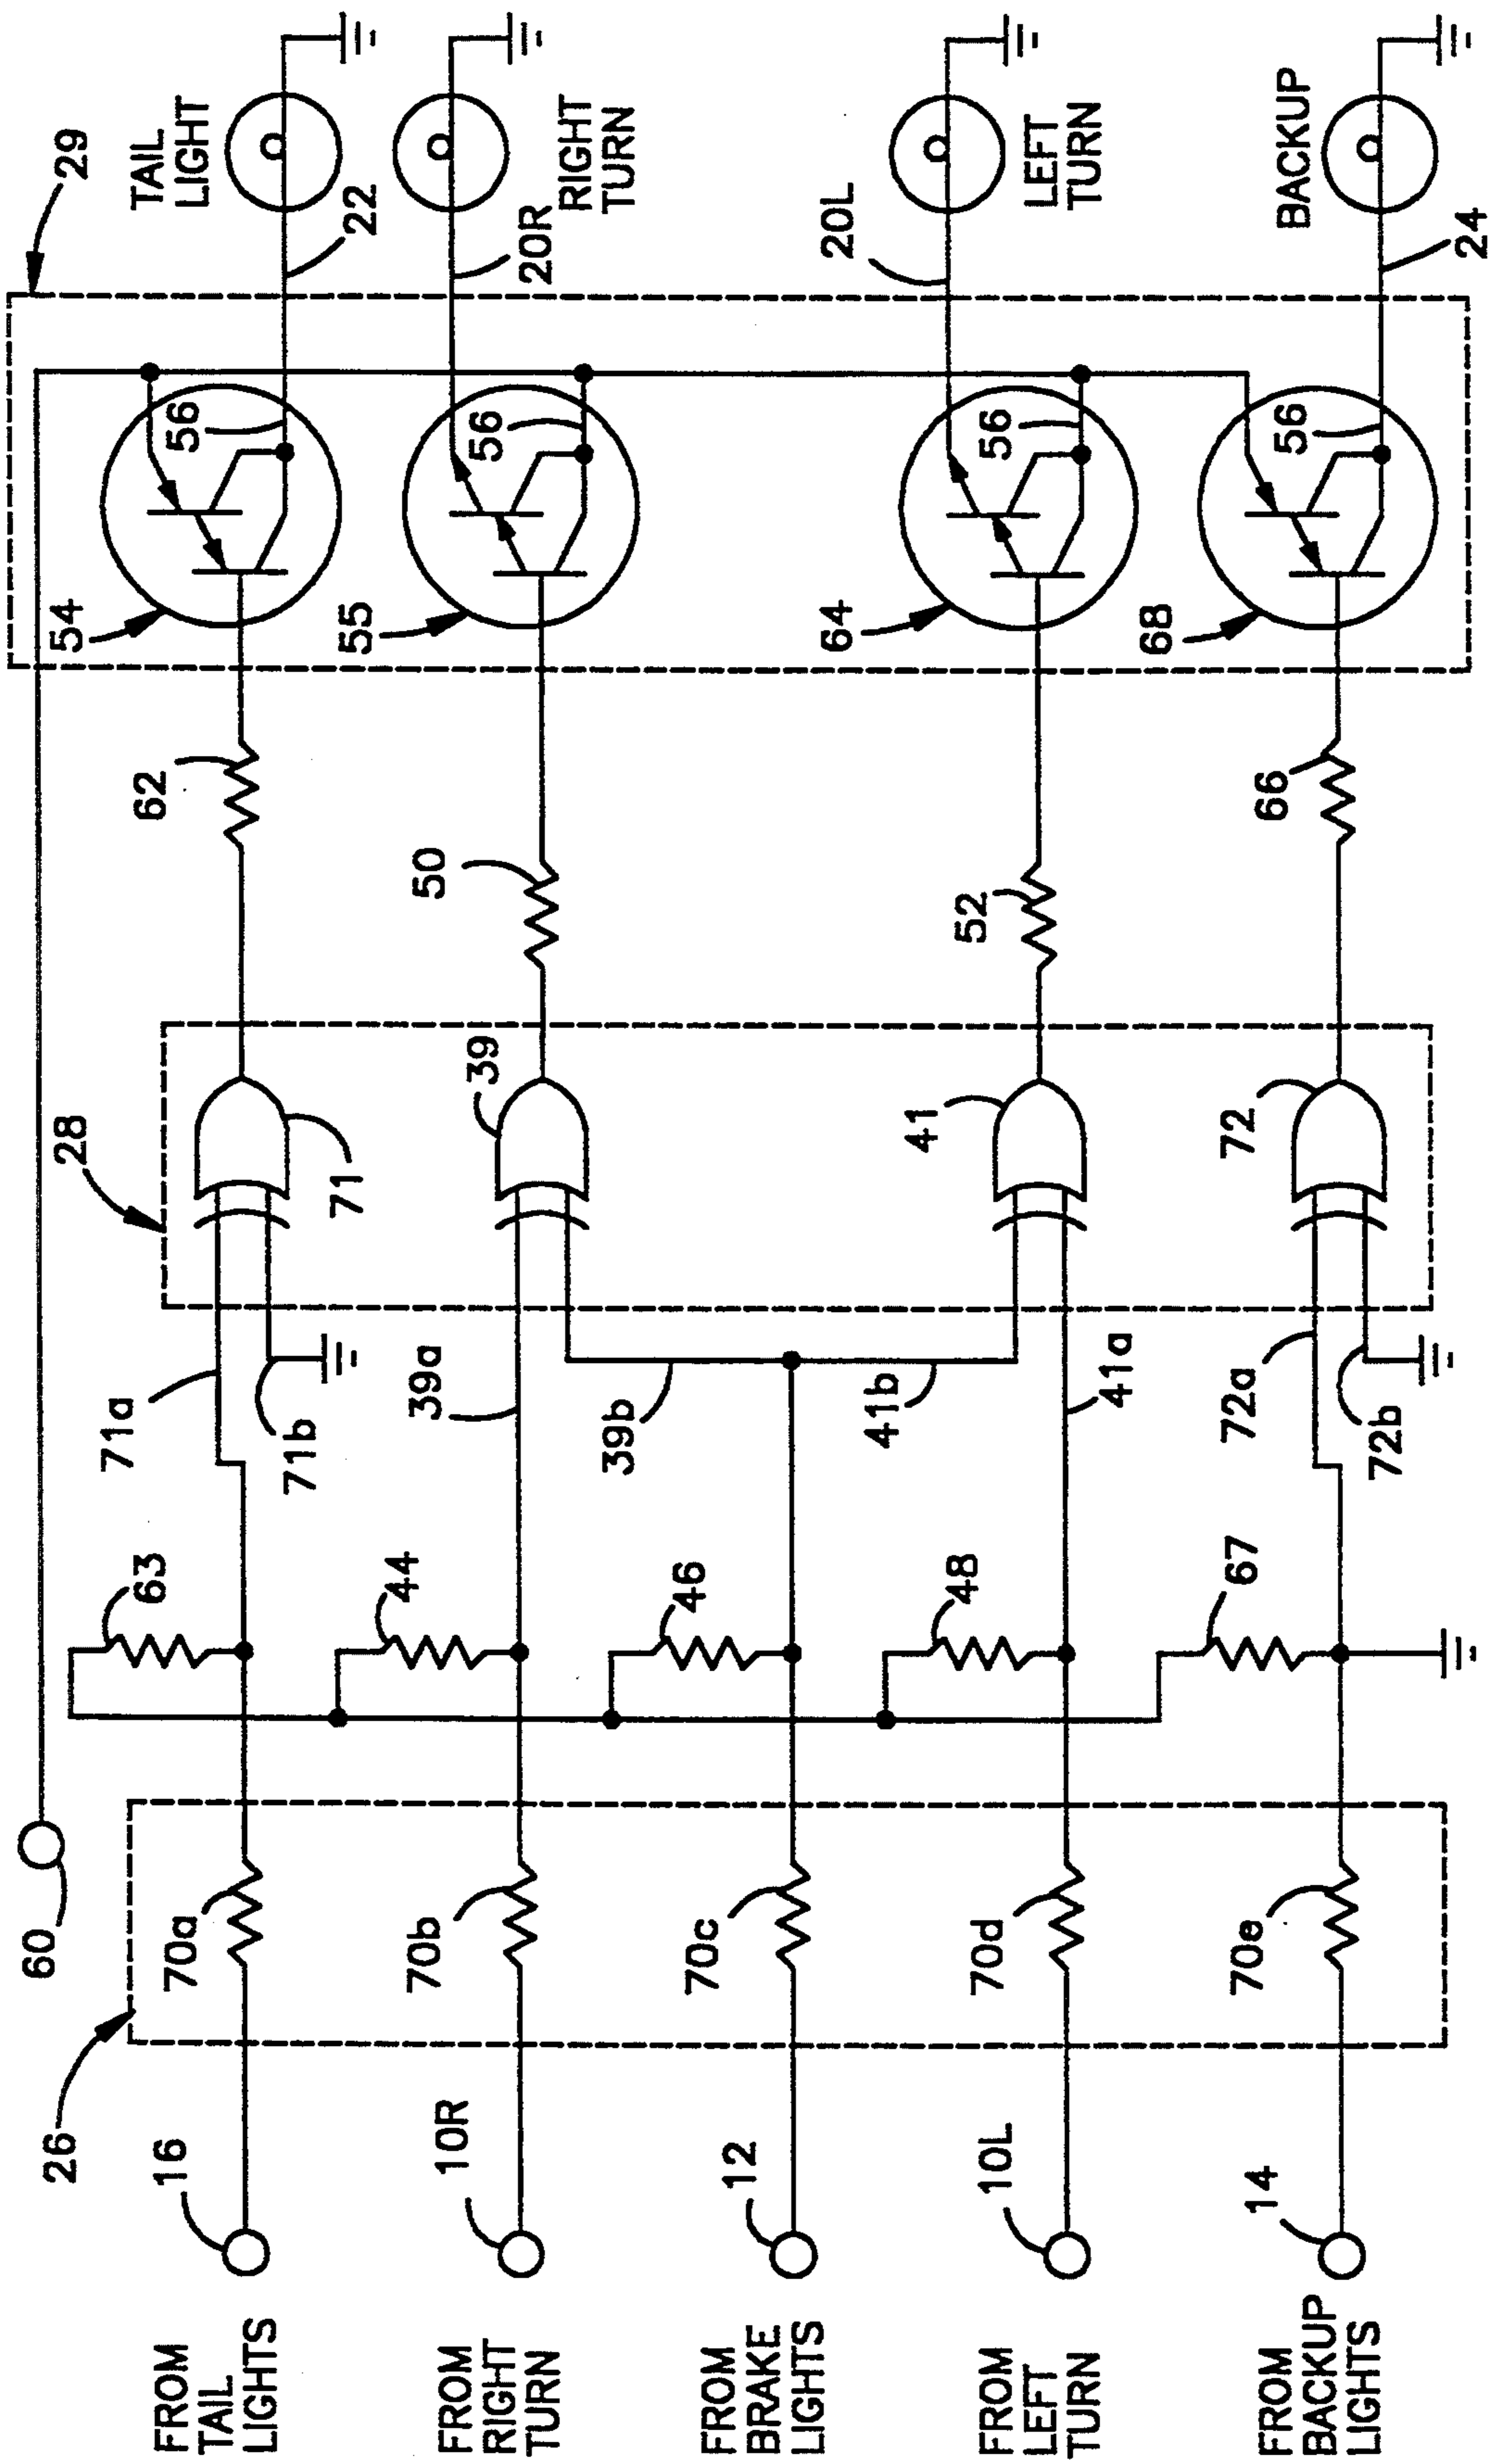 29
TAIL
LIGHT
RIGHT
TURN
LEFT
TURN
BACKUP
22
20R
20L
24
56
56
56
56
54
55
64
68
62
50
52
66
28
71
39
41
72
71a
71b
39a
39b
41b
41a
72a
72b
63
44
46
48
67
60
26
70a
70b
70c
70d
70e
16
10R
12
10L
14
FROM
TAIL
LIGHTS
FROM
RIGHT
TURN
FROM
BRAKE
LIGHTS
FROM
LEFT
TURN
FROM
BACKUP
LIGHTS